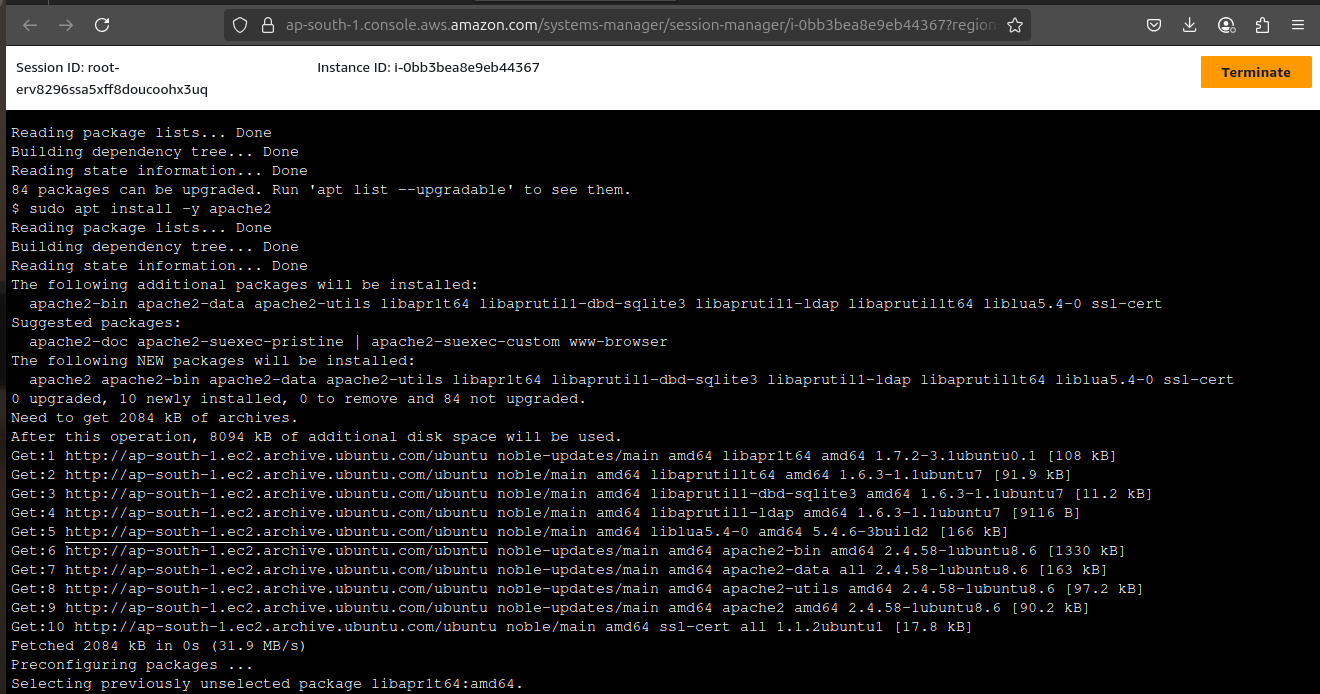 ap-south-1.console.aws.amazon.com/systems-manager/session-manager/i-0bb3bea8e9eb44367?region
Session ID: root-
erv8296ssa5xff8doucoohx3uq
Instance ID: i-0bb3bea8e9eb44367
Terminate
Reading package lists... Done
Building dependency tree... Done
Reading state information... Done
84 packages can be upgraded. Run 'apt list --upgradable' to see them.
$ sudo apt install -y apache2
Reading package lists... Done
Building dependency tree... Done
Reading state information... Done
The following additional packages will be installed:
  apache2-bin apache2-data apache2-utils libapr1t64 libaprutil1-dbd-sqlite3 libaprutil1-ldap libaprutil1t64 liblua5.4-0 ssl-cert
Suggested packages:
  apache2-doc apache2-suexec-pristine | apache2-suexec-custom www-browser
The following NEW packages will be installed:
  apache2 apache2-bin apache2-data apache2-utils libapr1t64 libaprutil1-dbd-sqlite3 libaprutil1-ldap libaprutil1t64 liblua5.4-0 ssl-cert
0 upgraded, 10 newly installed, 0 to remove and 84 not upgraded.
Need to get 2084 kB of archives.
After this operation, 8094 kB of additional disk space will be used.
Get:1 http://ap-south-1.ec2.archive.ubuntu.com/ubuntu noble-updates/main amd64 libapr1t64 amd64 1.7.2-3.1ubuntu0.1 [108 kB]
Get:2 http://ap-south-1.ec2.archive.ubuntu.com/ubuntu noble/main amd64 libaprutil1t64 amd64 1.6.3-1.1ubuntu7 [91.9 kB]
Get:3 http://ap-south-1.ec2.archive.ubuntu.com/ubuntu noble/main amd64 libaprutil1-dbd-sqlite3 amd64 1.6.3-1.1ubuntu7 [11.2 kB]
Get:4 http://ap-south-1.ec2.archive.ubuntu.com/ubuntu noble/main amd64 libaprutil1-ldap amd64 1.6.3-1.1ubuntu7 [9116 B]
Get:5 http://ap-south-1.ec2.archive.ubuntu.com/ubuntu noble/main amd64 liblua5.4-0 amd64 5.4.6-3build2 [166 kB]
Get:6 http://ap-south-1.ec2.archive.ubuntu.com/ubuntu noble-updates/main amd64 apache2-bin amd64 2.4.58-1ubuntu8.6 [1330 kB]
Get:7 http://ap-south-1.ec2.archive.ubuntu.com/ubuntu noble-updates/main amd64 apache2-data all 2.4.58-1ubuntu8.6 [163 kB]
Get:8 http://ap-south-1.ec2.archive.ubuntu.com/ubuntu noble-updates/main amd64 apache2-utils amd64 2.4.58-1ubuntu8.6 [97.2 kB]
Get:9 http://ap-south-1.ec2.archive.ubuntu.com/ubuntu noble-updates/main amd64 apache2 amd64 2.4.58-1ubuntu8.6 [90.2 kB]
Get:10 http://ap-south-1.ec2.archive.ubuntu.com/ubuntu noble/main amd64 ssl-cert all 1.1.2ubuntu1 [17.8 kB]
Fetched 2084 kB in 0s (31.9 MB/s)
Preconfiguring packages ...
Selecting previously unselected package libapr1t64:amd64.